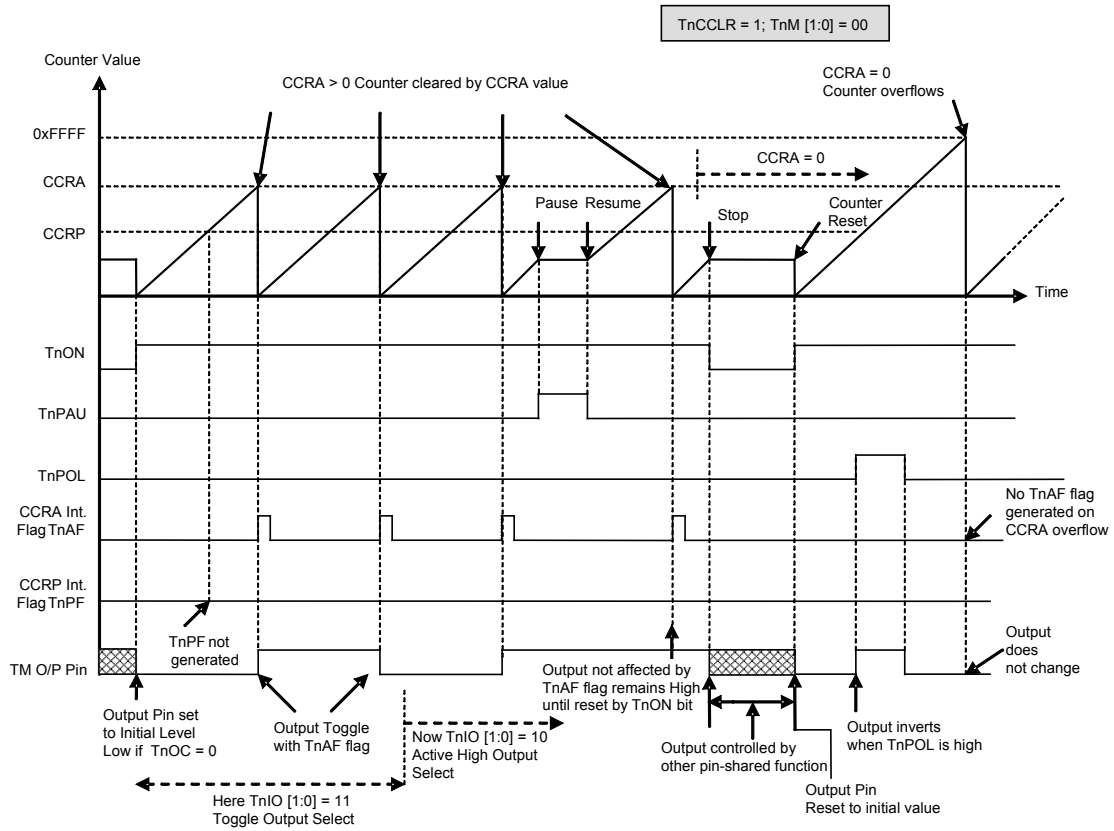 TnCCLR = 1; TnM [1:0] = 00
Counter Value
CCRA > 0 Counter cleared by CCRA value
CCRA = 0
Counter overflows
0xFFFF
CCRA = 0
CCRA
Pause Resume
Stop
Counter
Reset
CCRP
Time
TnON
TnPAU
TnPOL
No TnAF flag
generated on
CCRA overflow
CCRA Int.
Flag TnAF
CCRP Int.
Flag TnPF
TnPF not
generated
Output
does
not change
TM O/P Pin
Output not affected by
TnAF flag remains High
until reset by TnON bit
Output Pin set
to Initial Level
Low if TnOC = 0
Output Toggle
with TnAF flag
Now TnIO [1:0] = 10
Active High Output
Select
Output controlled by
other pin-shared function
Output inverts
when TnPOL is high
Output Pin
Reset to initial value
Here TnIO [1:0] = 11
Toggle Output Select